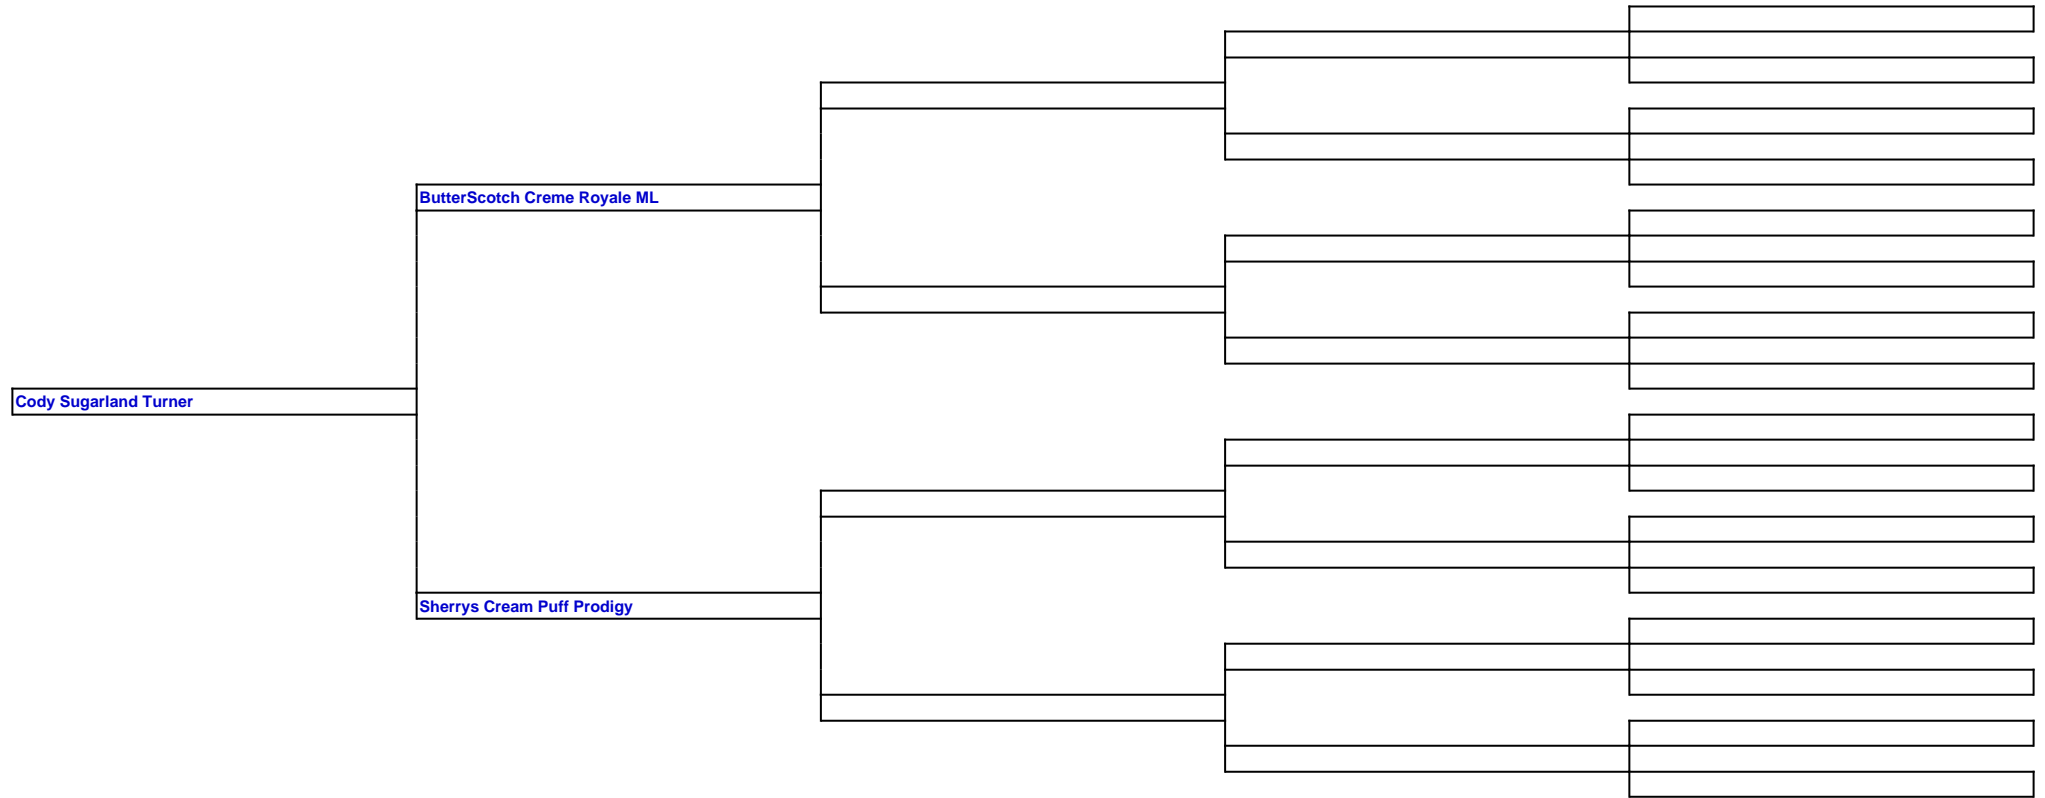 ButterScotch Creme Royale ML
Cody Sugarland Turner
Sherrys Cream Puff Prodigy